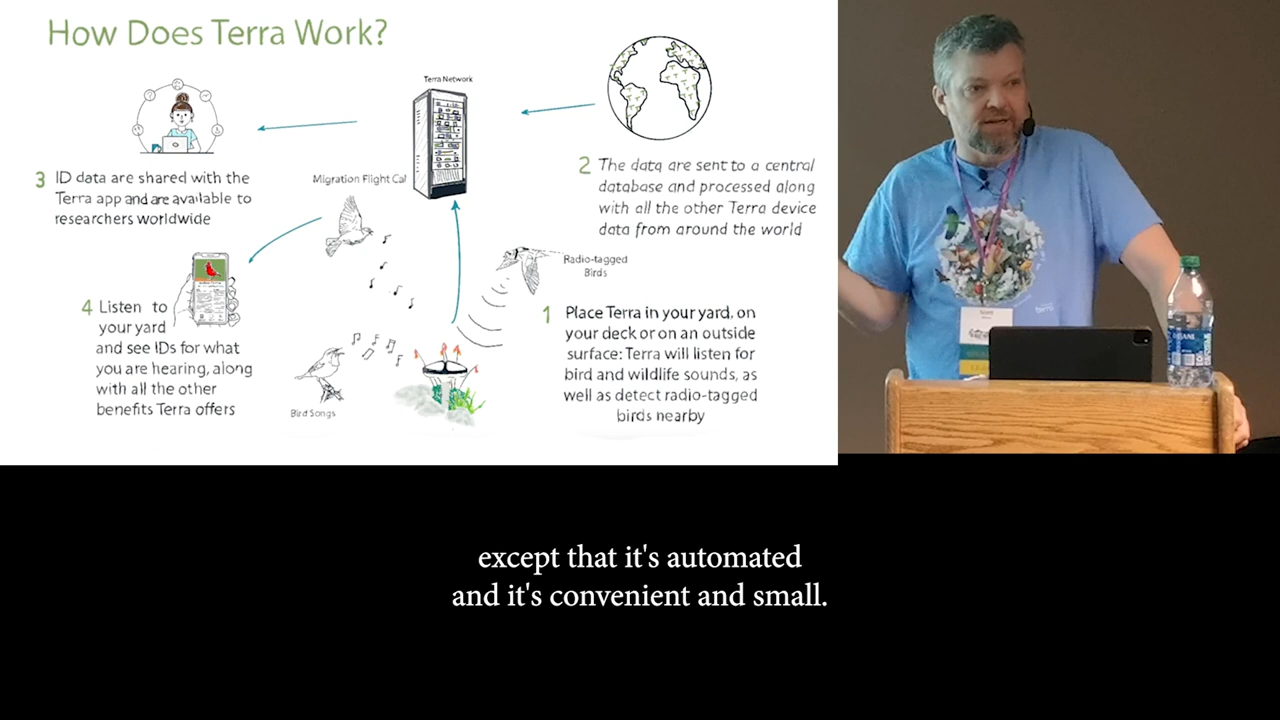 How Does Terra Work?
Terra Network
3 ID data are shared with the
Terra app and are available to
researchers worldwide
Migration Flight Cal
2 The data are sent to a central
database and processed along
with all the other Terra device
data from around the world
4 Listen to
your yard
and see IDs for what
you are hearing, along
with all the other
benefits Terra offers
Radio-tagged
Birds
1 Place Terra in your yard, on
your deck or on an outside
surface: Terra will listen for
bird and wildlife sounds, as
well as detect radio-tagged
birds nearby
Bird Songs
terra
Scott
except that it's automated
and it's convenient and small.